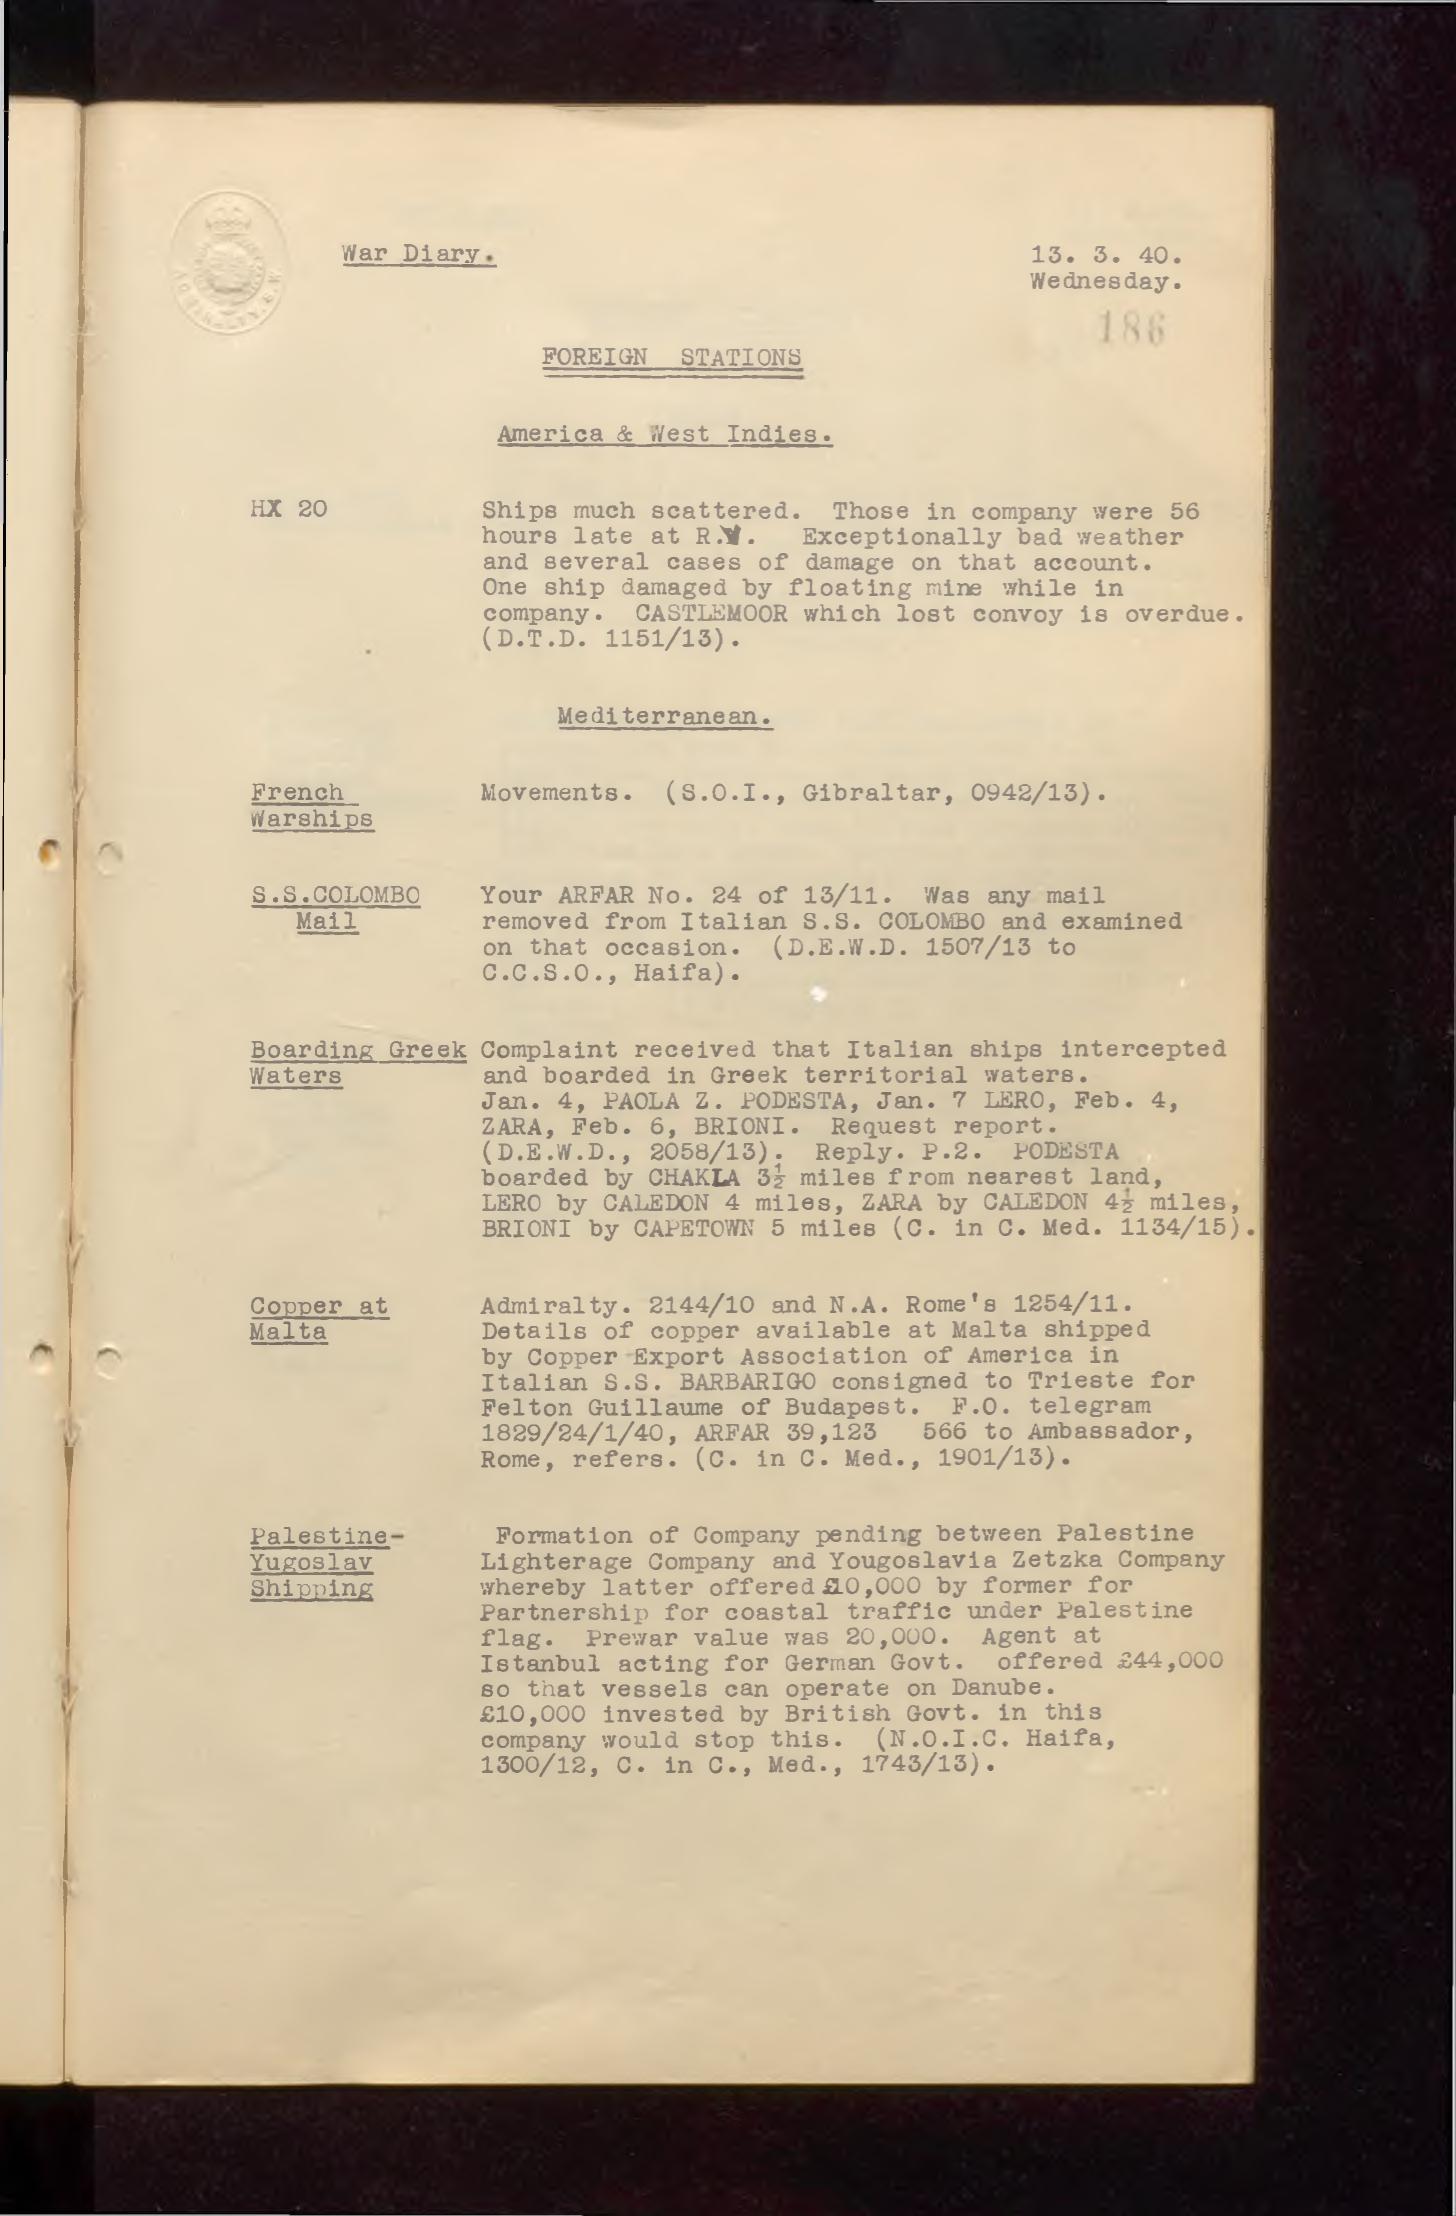 War Diary.
13. 3. 40.
Wednesday.
186
FOREIGN STATIONS
America & West Indies.
HX 20
Ships much scattered. Those in company were 56
hours late at R.V. Exceptionally bad weather
and several cases of damage on that account.
One ship damaged by floating mine while in
company. CASTLEMOOR which lost convoy is overdue.
(D.T.D. 1151/13).
Mediterranean.
French
Warships
Movements. (S.O.I., Gibraltar, 0942/13).
S.S.COLOMBO
Mail
Your ARFAR No. 24 of 13/11. Was any mail
removed from Italian S.S. COLOMBO and examined
on that occasion. (D.E.W.D. 1507/13 to
C.C.S.O., Haifa).
Boarding Greek
Waters
Complaint received that Italian ships intercepted
and boarded in Greek territorial waters.
Jan. 4, PAOLA Z. PODESTA, Jan. 7 LERO, Feb. 4,
ZARA, Feb. 6, BRIONI. Request report.
(D.E.W.D., 2058/13). Reply. P.2. PODESTA
boarded by CHAKLA 3½ miles from nearest land,
LERO by CALEDON 4 miles, ZARA by CALEDON 4½ miles,
BRIONI by CAPETOWN 5 miles (C. in C. Med. 1134/15).
Copper at
Malta
Admiralty. 2144/10 and N.A. Rome's 1254/11.
Details of copper available at Malta shipped
by Copper Export Association of America in
Italian S.S. BARBARIGO consigned to Trieste for
Felton Guillaume of Budapest. F.O. telegram
1829/24/1/40, ARFAR 39,123 566 to Ambassador,
Rome, refers. (C. in C. Med., 1901/13).
Palestine-
Yugoslav
Shipping
Formation of Company pending between Palestine
Lighterage Company and Yougoslavia Zetzka Company
whereby latter offered £10,000 by former for
Partnership for coastal traffic under Palestine
flag. Prewar value was 20,000. Agent at
Istanbul acting for German Govt. offered £44,000
so that vessels can operate on Danube.
£10,000 invested by British Govt. in this
company would stop this. (N.O.I.C. Haifa,
1300/12, C. in C., Med., 1743/13).